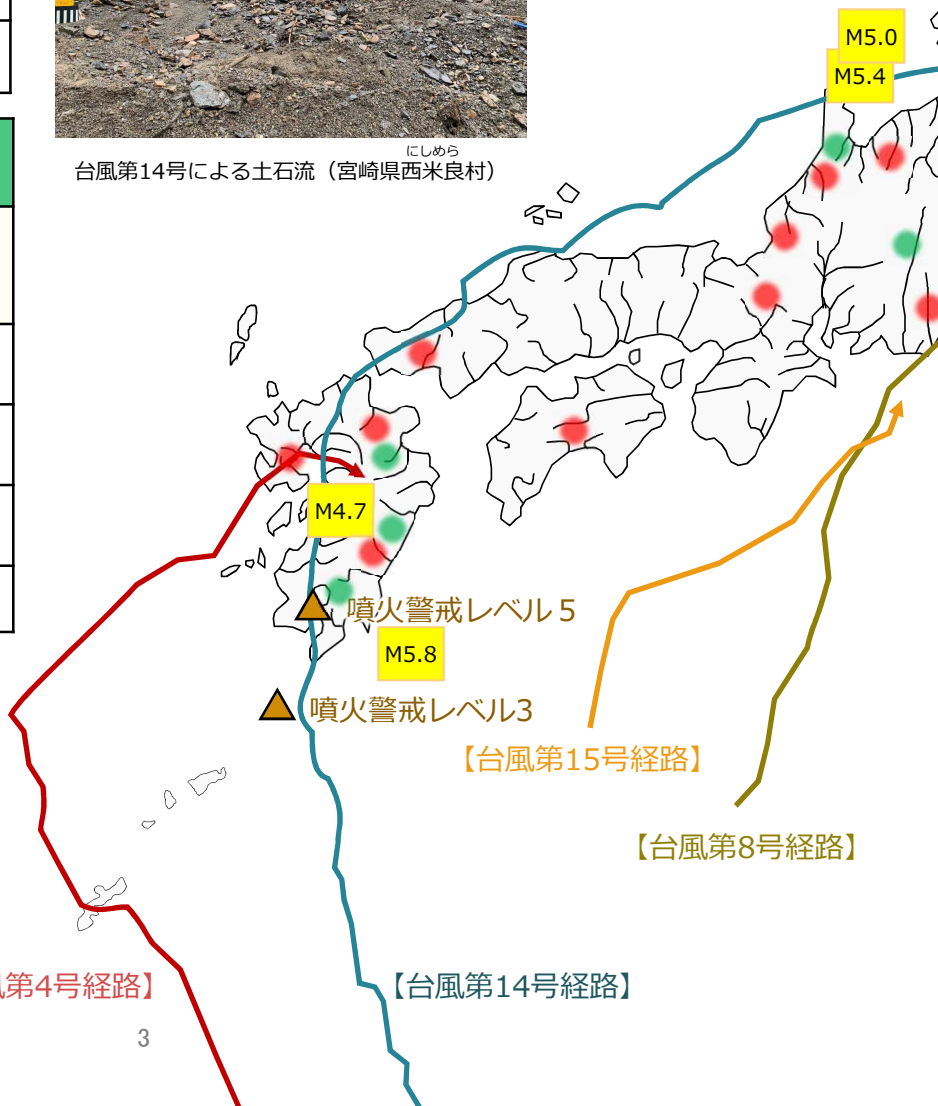 M5.0
M5.4
にしめら
台風第14号による土石流（宮崎県西米良村）
M4.7
噴火警戒レベル５
M5.8
噴火警戒レベル3
【台風第15号経路】
【台風第8号経路】
第4号経路】
【台風第14号経路】
3